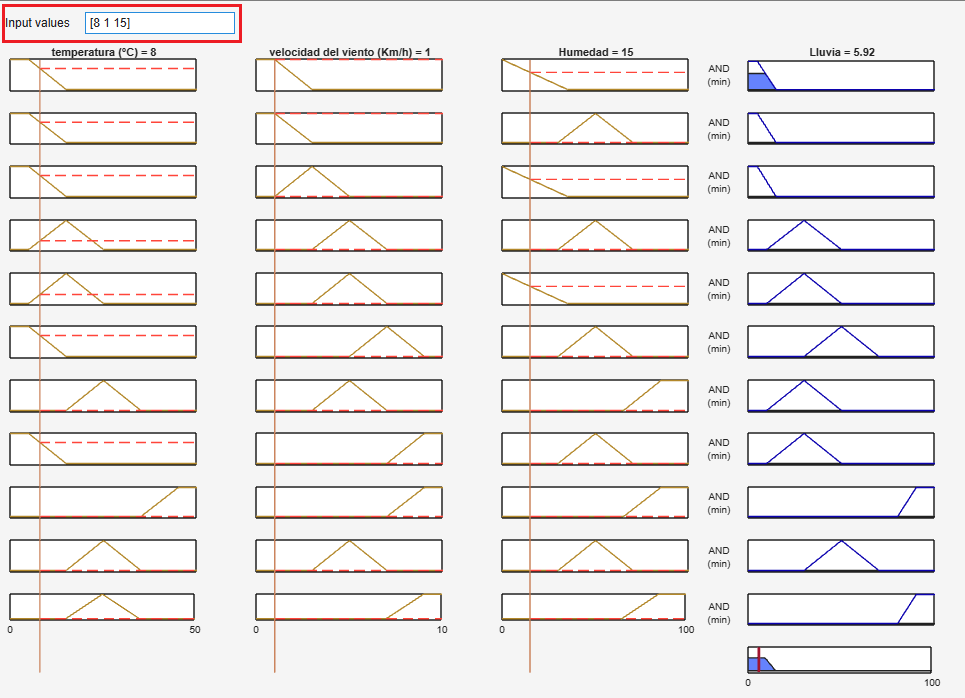 Input values [8 1 15]
temperatura (ºC) = 8 velocidad del viento (Km/h) = 1 Humedad = 15 Lluvia = 5.92
AND
(min)
AND
(min)
AND
(min)
AND
(min)
AND
(min)
AND
(min)
AND
(min)
AND
(min)
AND
(min)
AND
(min)
AND
(min)
0 50 0 10 0 100
0 100